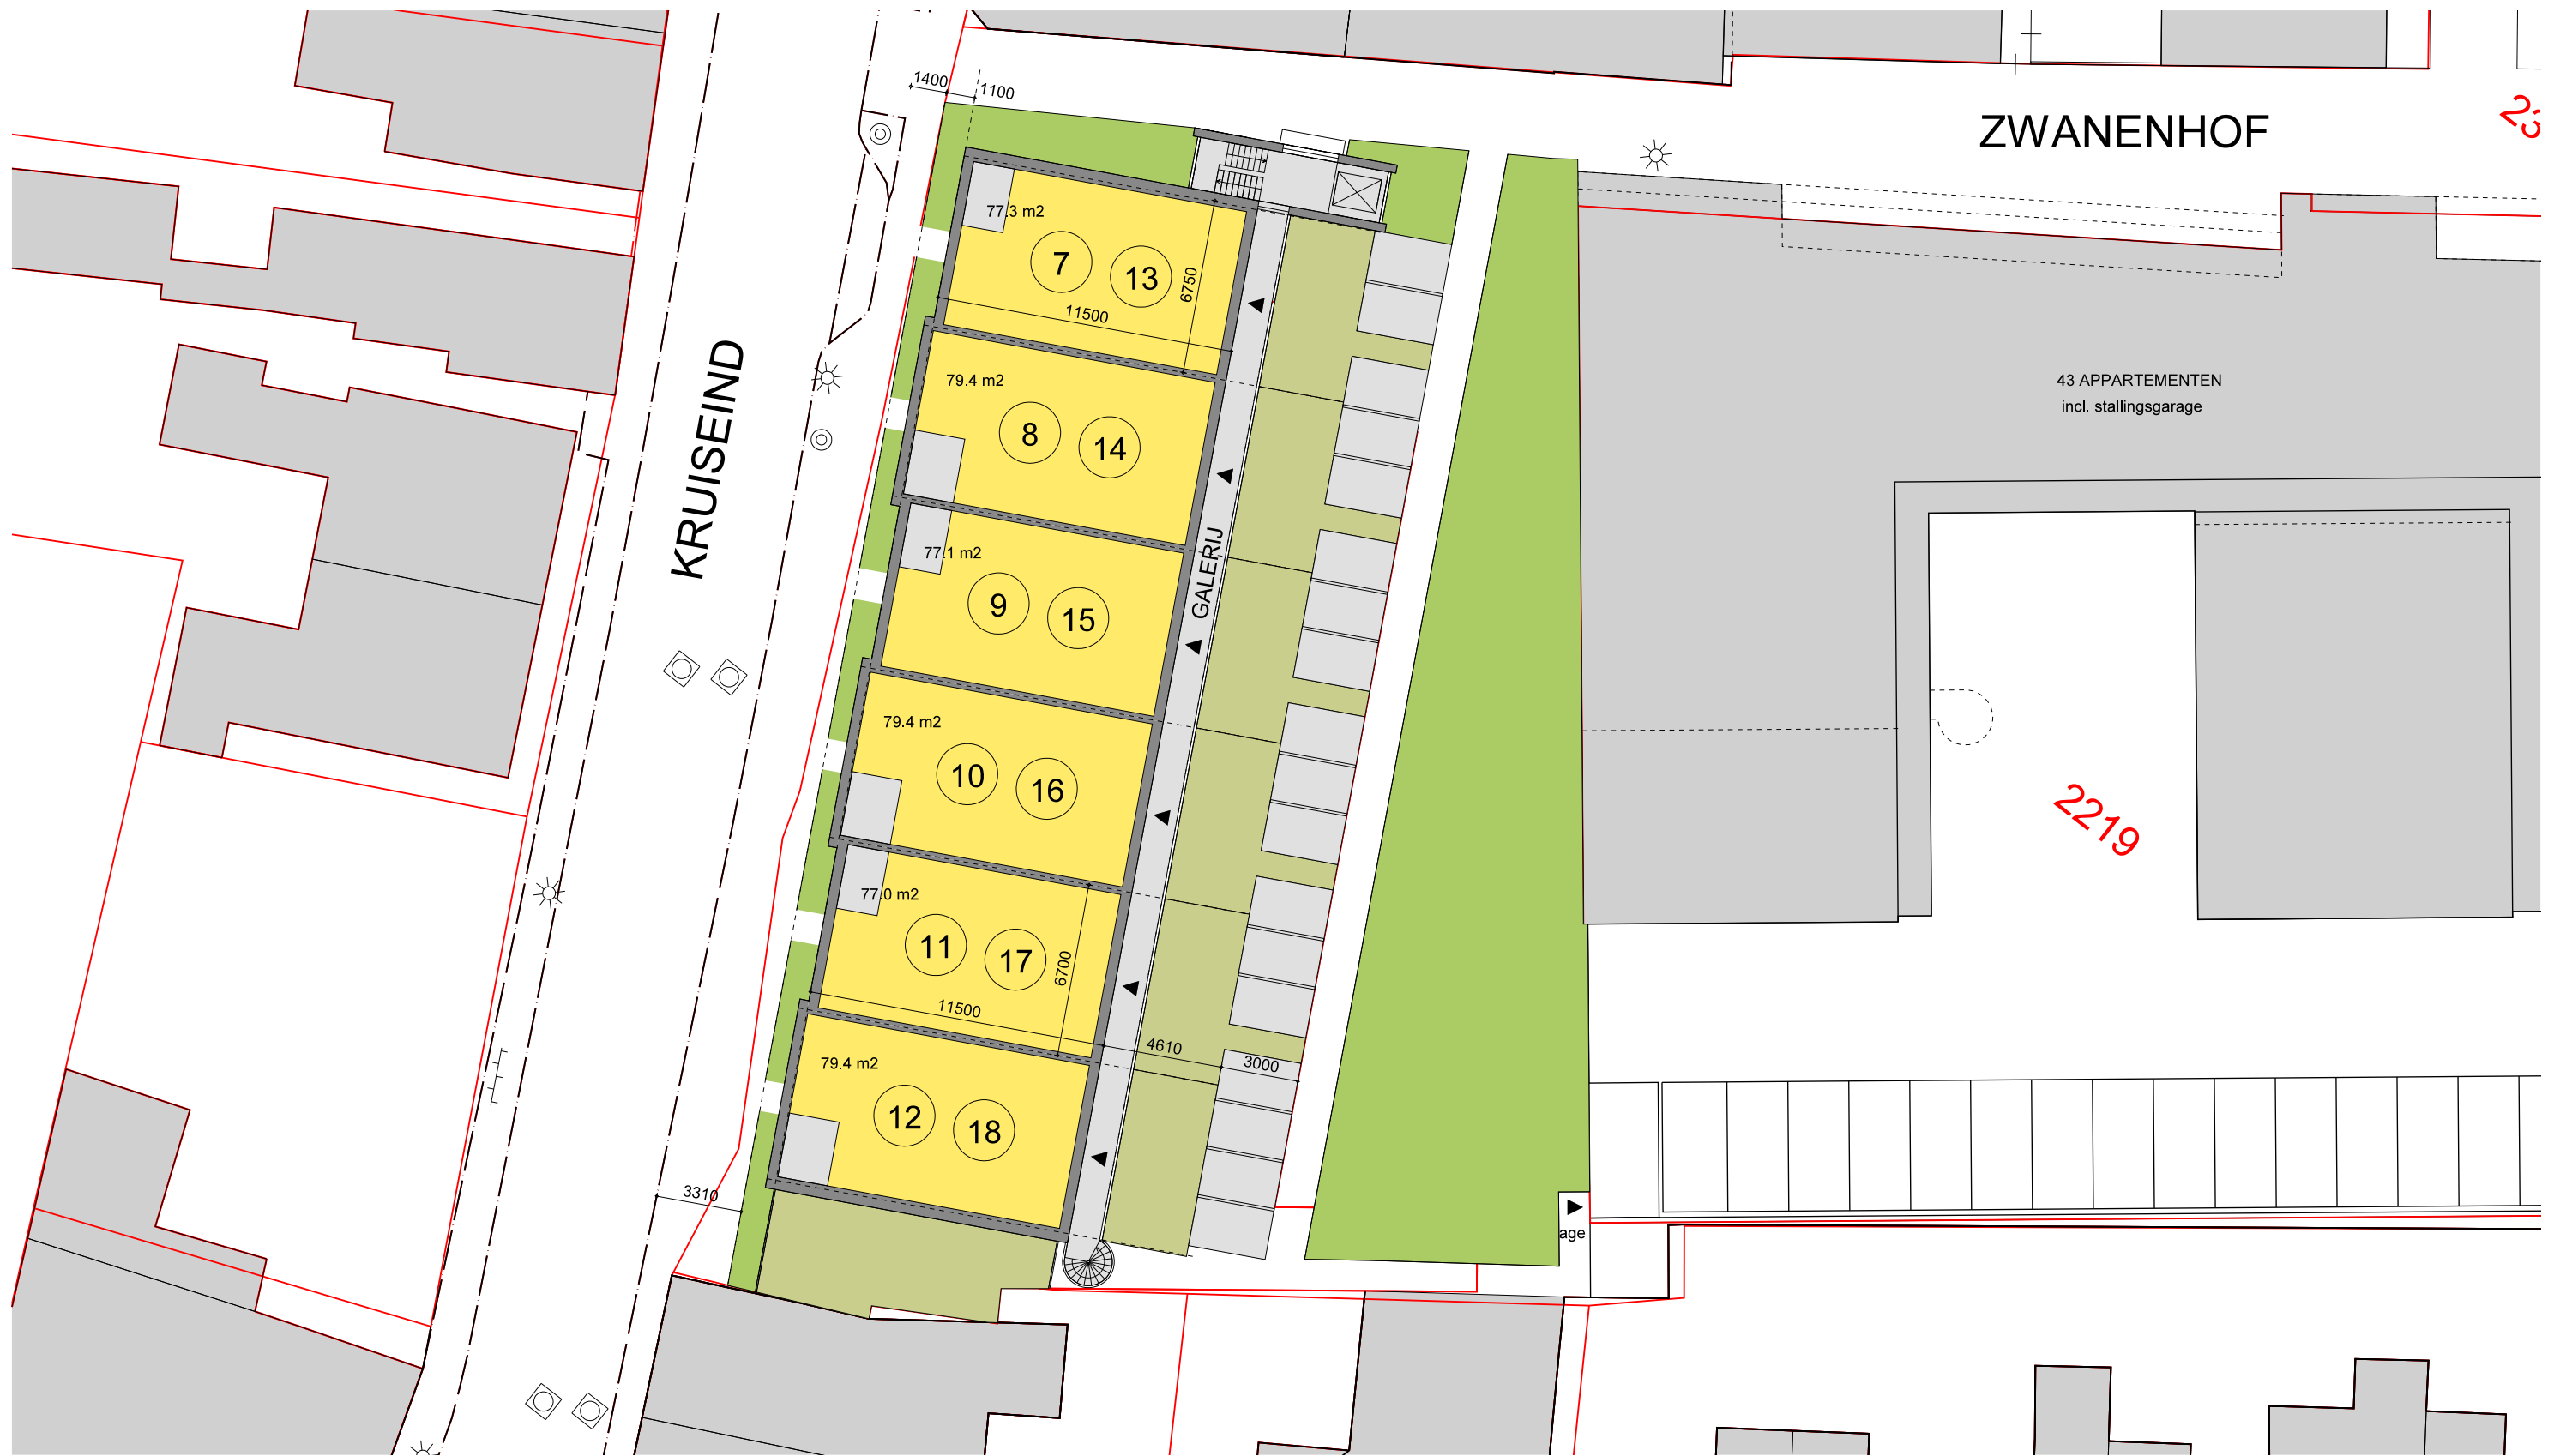 1400
1100
ZWANENHOF
77.3 m2
7
13
6750
11500
KRUISEIND
79.4 m2
8
14
43 APPARTEMENTEN
incl. stallingsgarage
GALERIJ
77.1 m2
9
15
79.4 m2
10
16
2219
77.0 m2
11
17
6700
11500
4610
3000
79.4 m2
12
18
3310
age